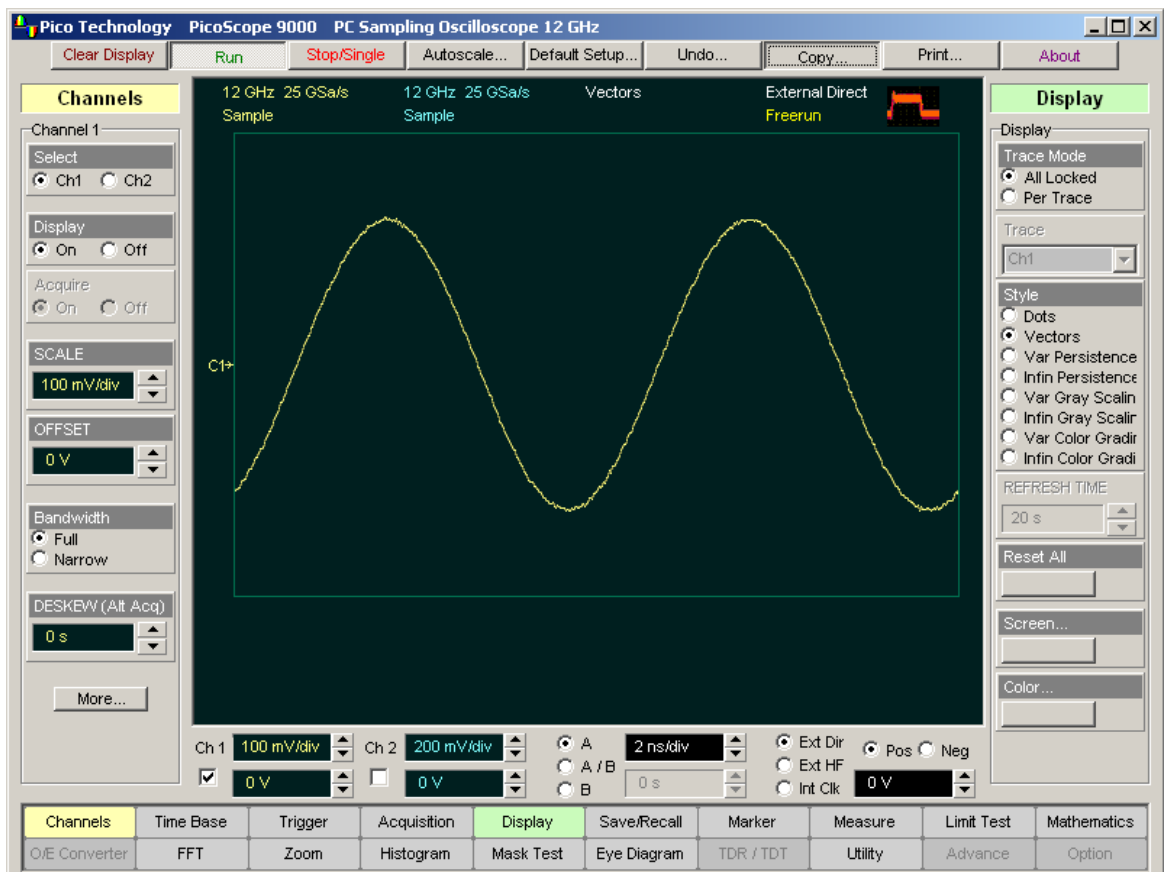 Pico Technology PicoScope 9000 PC Sampling Oscilloscope 12 GHz
Clear Display Run Stop/Single Autoscale... Default Setup... Undo... Copy... Print... About
Channels
Channel 1
Select
Ch1 Ch2
Display
On Off
Acquire
On Off
SCALE
100 mV/div
OFFSET
0 V
Bandwidth
Full
Narrow
DESKEW (Alt Acq)
0 s
More...
12 GHz 25 GSa/s 12 GHz 25 GSa/s Vectors External Direct
Sample Sample Freerun
C1
Display
Display
Trace Mode
All Locked
Per Trace
Trace
Ch1
Style
Dots
Vectors
Var Persistence
Infin Persistence
Var Gray Scalin
Infin Gray Scalin
Var Color Gradin
Infin Color Gradi
REFRESH TIME
20 s
Reset All
Screen...
Color...
Ch 1 100 mV/div Ch 2 200 mV/div A 2 ns/div Ext Dir Pos Neg
A / B Ext HF
0 V 0 V B 0 s Int Clk 0 V
Channels Time Base Trigger Acquisition Display Save/Recall Marker Measure Limit Test Mathematics
O/E Converter FFT Zoom Histogram Mask Test Eye Diagram TDR / TDT Utility Advance Option